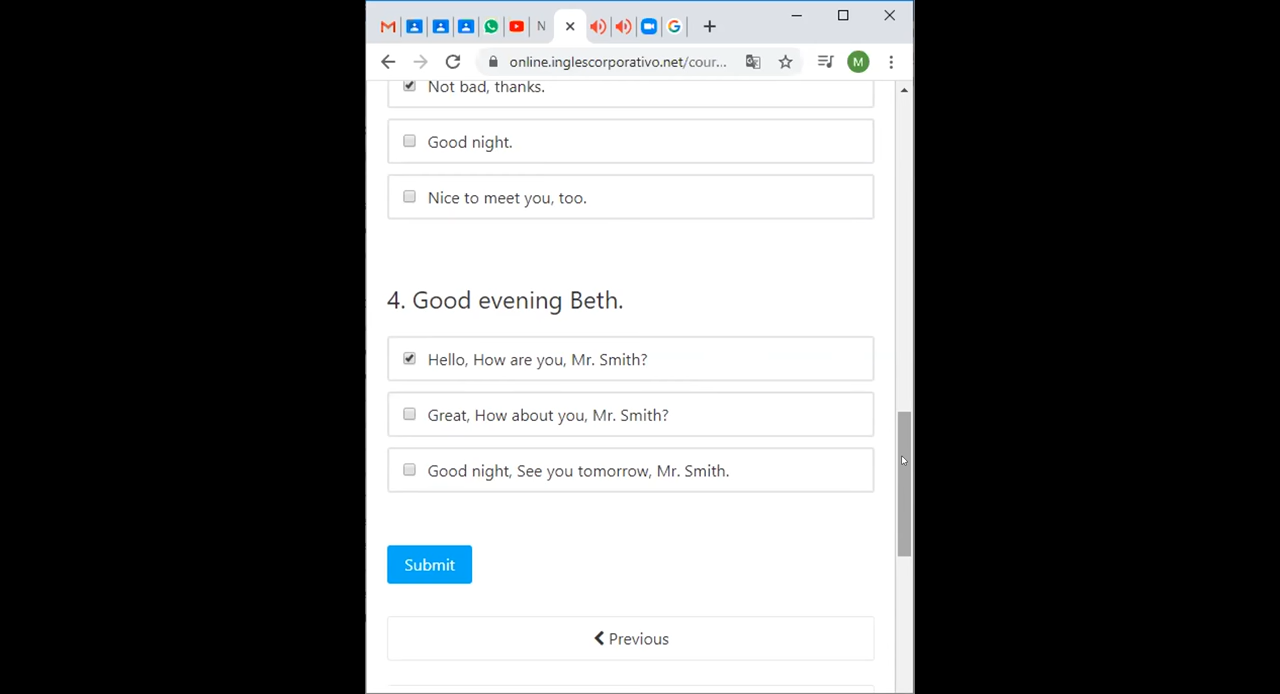 N
online.inglescorporativo.net/cour...
M
Not bad, thanks.
Good night.
Nice to meet you, too.
4. Good evening Beth.
Hello, How are you, Mr. Smith?
Great, How about you, Mr. Smith?
Good night, See you tomorrow, Mr. Smith.
Submit
Previous